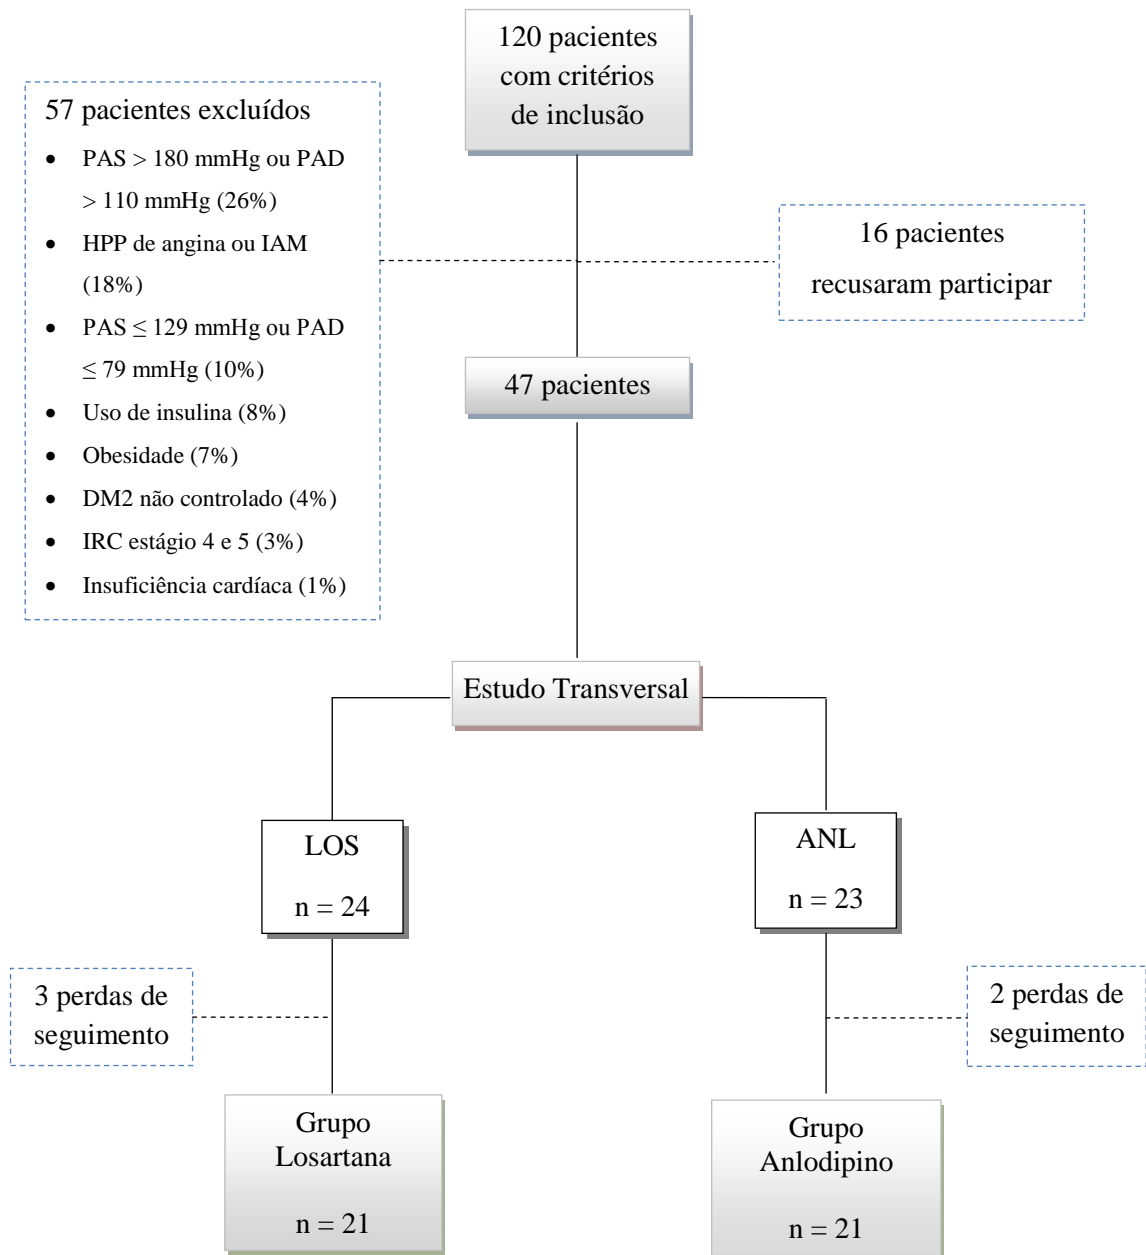 120 pacientes
com critérios
de inclusão
57 pacientes excluídos
• PAS > 180 mmHg ou PAD
> 110 mmHg (26%)
• HPP de angina ou IAM
(18%)
• PAS ≤ 129 mmHg ou PAD
≤ 79 mmHg (10%)
• Uso de insulina (8%)
• Obesidade (7%)
• DM2 não controlado (4%)
• IRC estágio 4 e 5 (3%)
• Insuficiência cardíaca (1%)
16 pacientes
recusaram participar
47 pacientes
Estudo Transversal
LOS
n = 24
ANL
n = 23
3 perdas de
seguimento
2 perdas de
seguimento
Grupo
Losartana
n = 21
Grupo
Anlodipino
n = 21